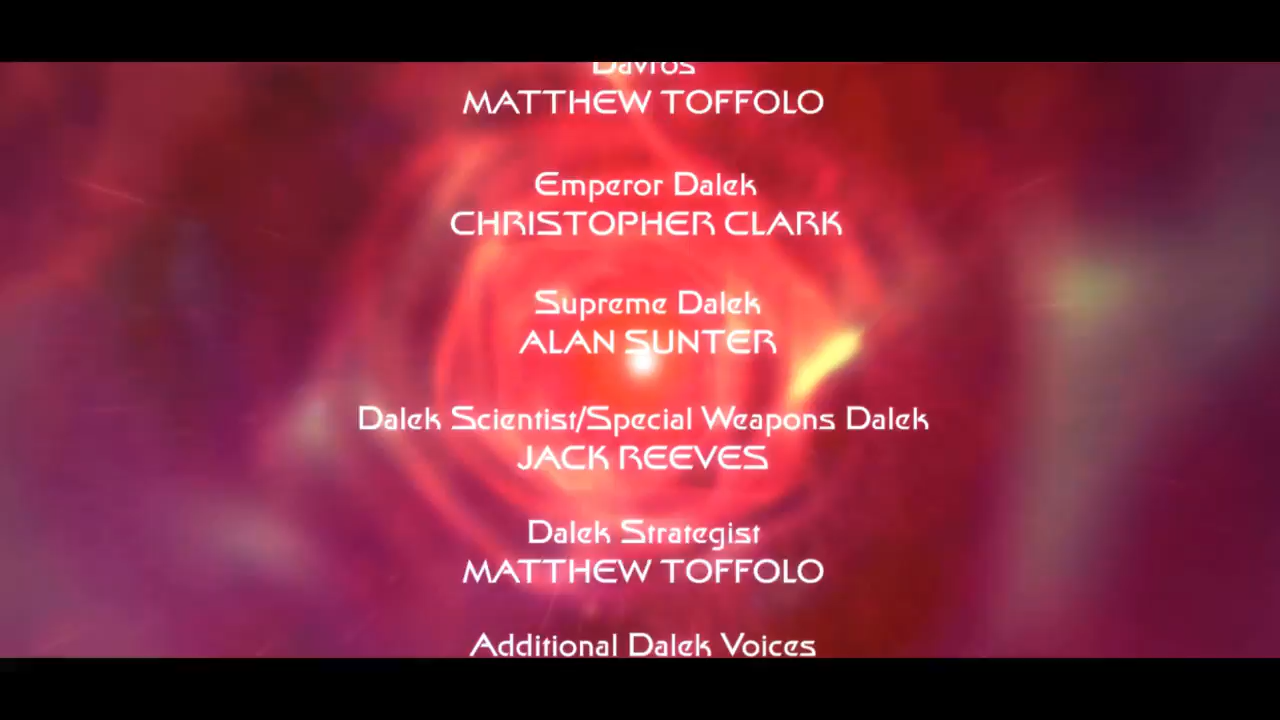 Davros
MATTHEW TOFFOLO
Emperor Dalek
CHRISTOPHER CLARK
Supreme Dalek
ALAN SUNTER
Dalek Scientist/Special Weapons Dalek
JACK REEVES
Dalek Strategist
MATTHEW TOFFOLO
Additional Dalek Voices